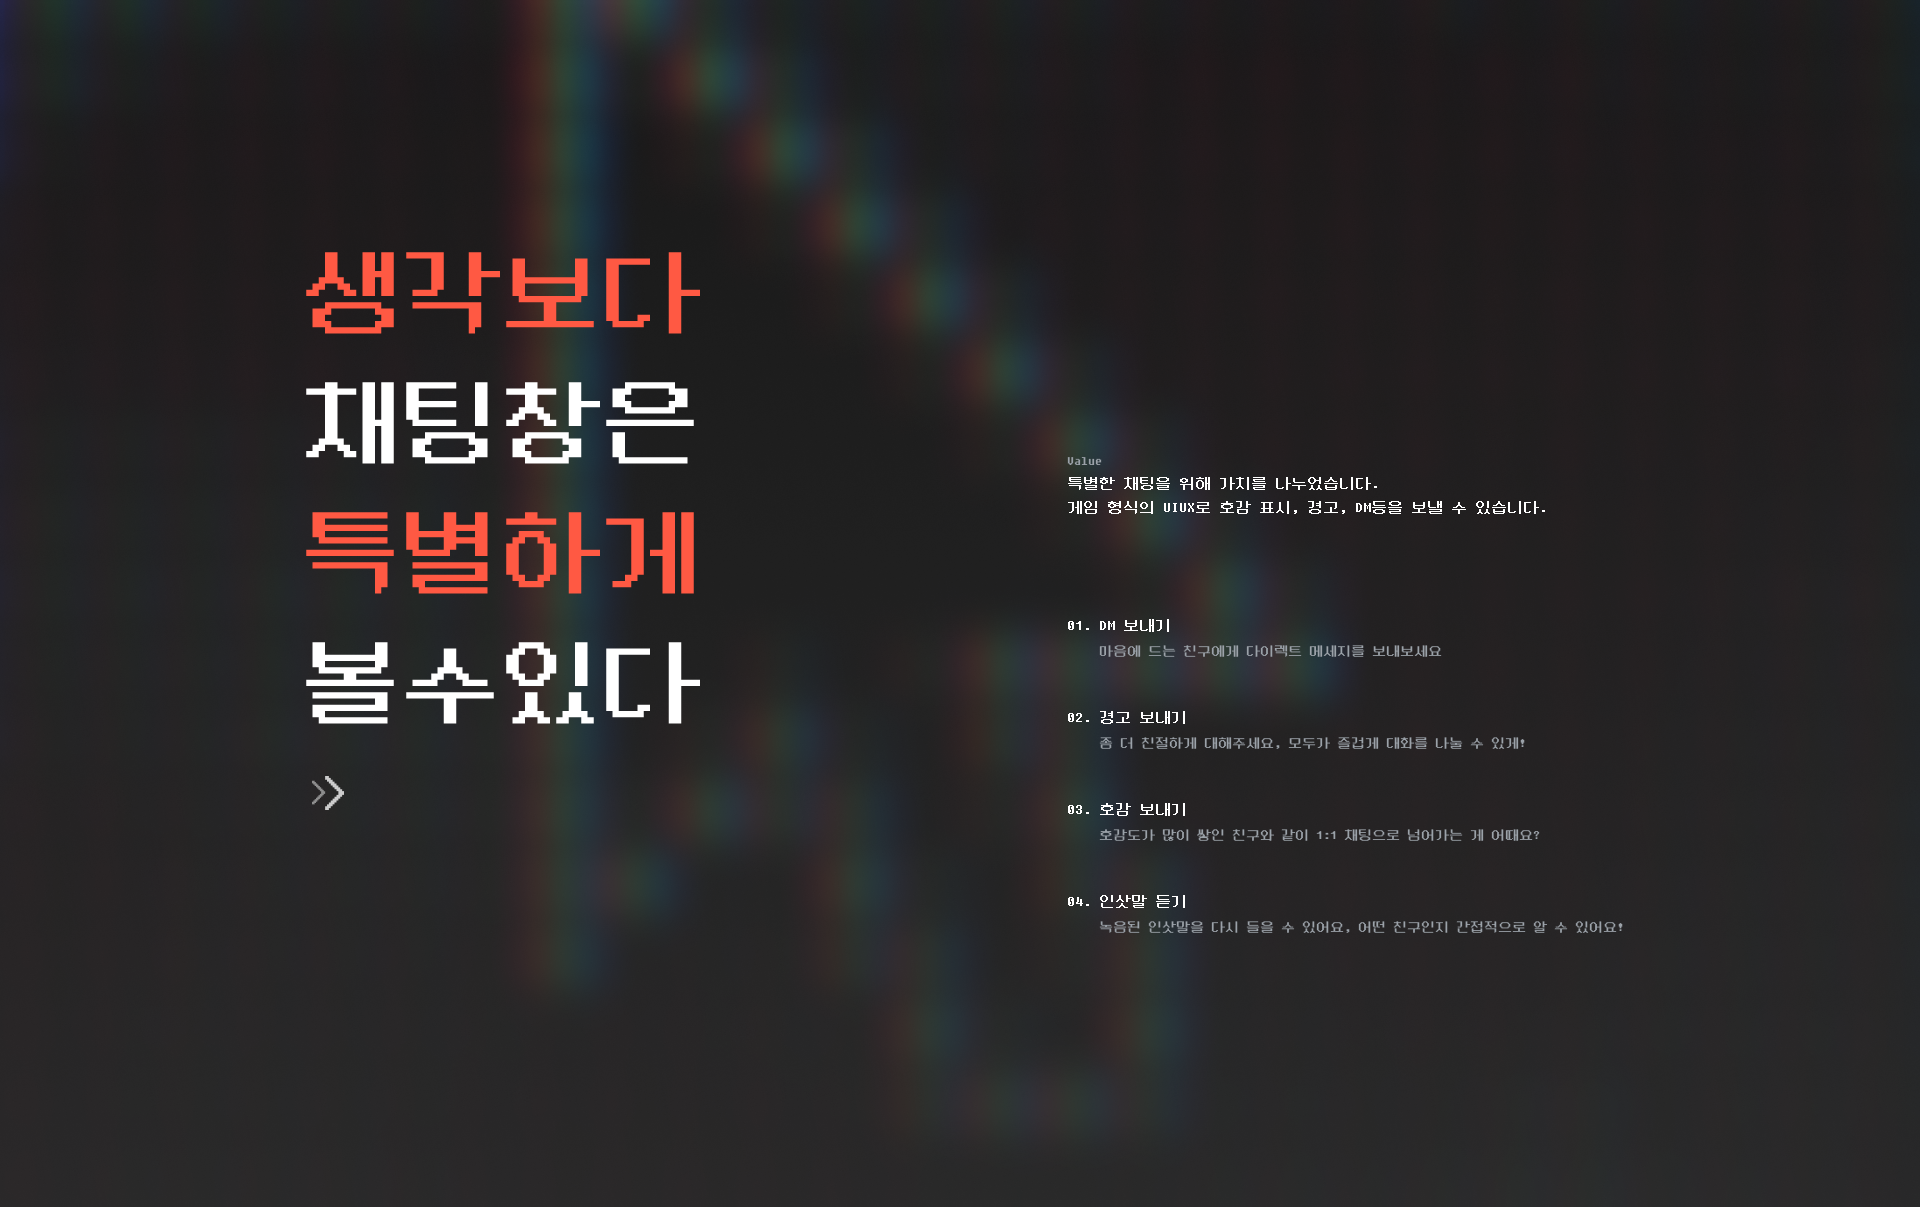 생각보다
채팅창은
특별하게
볼수있다
Value
특별한 채팅을 위해 가치를 나누었습니다.
게임 형식의 UIUX로 호감 표시, 경고, DM등을 보낼 수 있습니다.
01. DM 보내기
마음에 드는 친구에게 다이렉트 메세지를 보내보세요
02. 경고 보내기
좀 더 친절하게 대해주세요, 모두가 즐겁게 대화를 나눌 수 있게!
03. 호감 보내기
호감도가 많이 쌓인 친구와 같이 1:1 채팅으로 넘어가는 게 어때요?
04. 인삿말 듣기
녹음된 인삿말을 다시 들을 수 있어요, 어떤 친구인지 간접적으로 알 수 있어요!